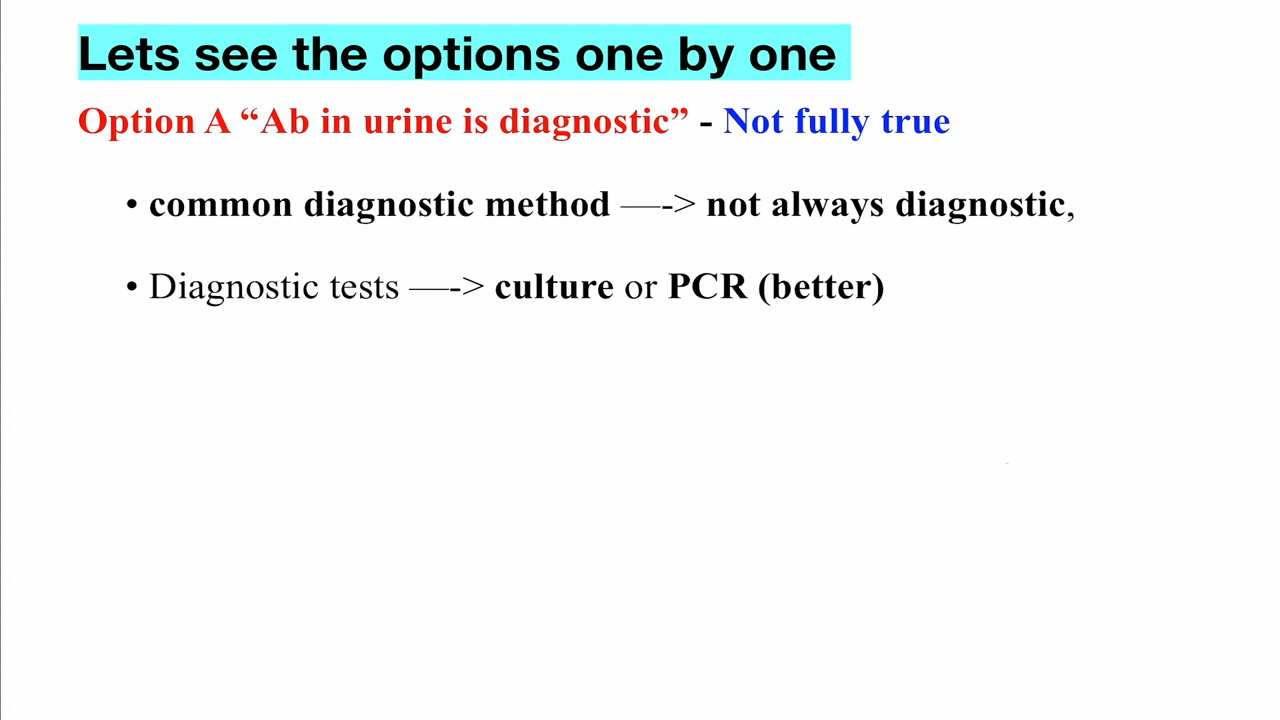 Lets see the options one by one
Option A “Ab in urine is diagnostic” - Not fully true
• common diagnostic method —-> not always diagnostic,
• Diagnostic tests —-> culture or PCR (better)